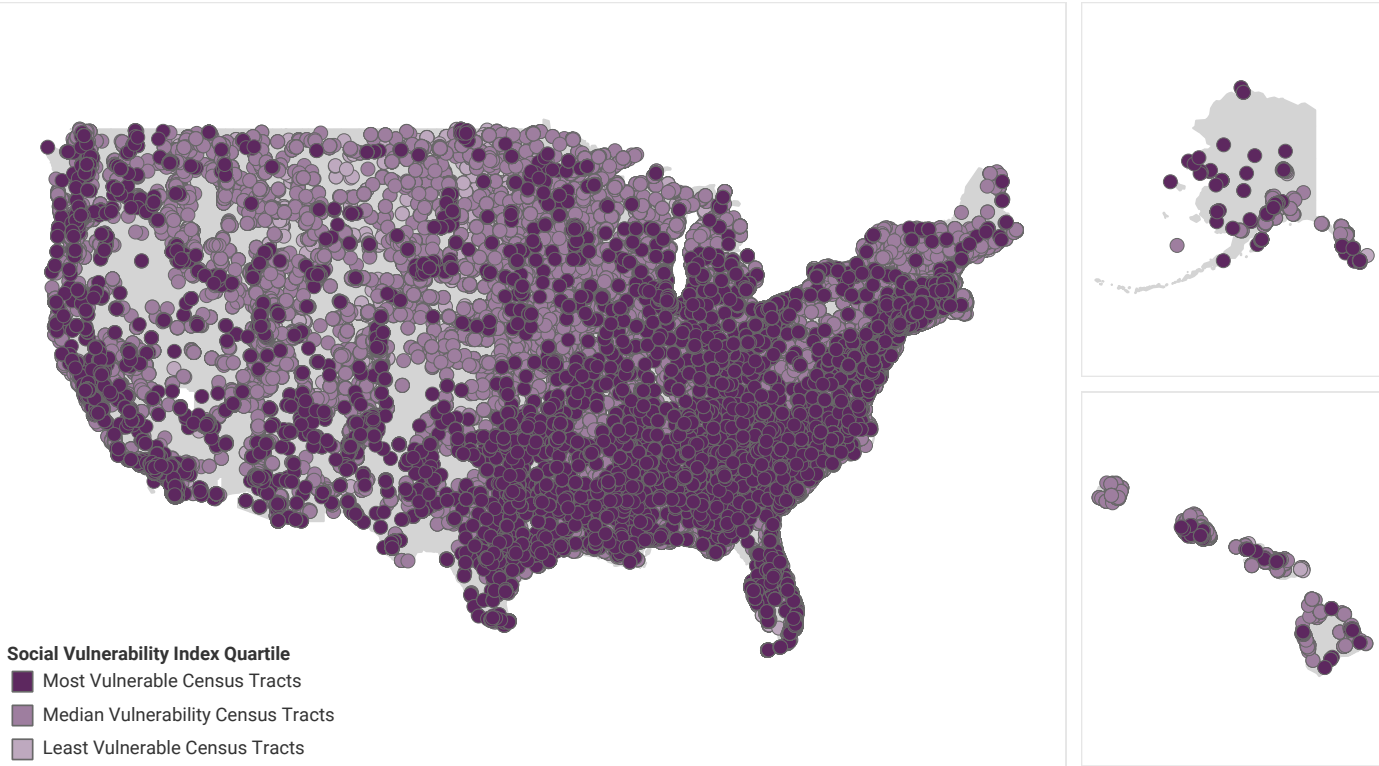 Social Vulnerability Index Quartile
Most Vulnerable Census Tracts
Median Vulnerability Census Tracts
Least Vulnerable Census Tracts